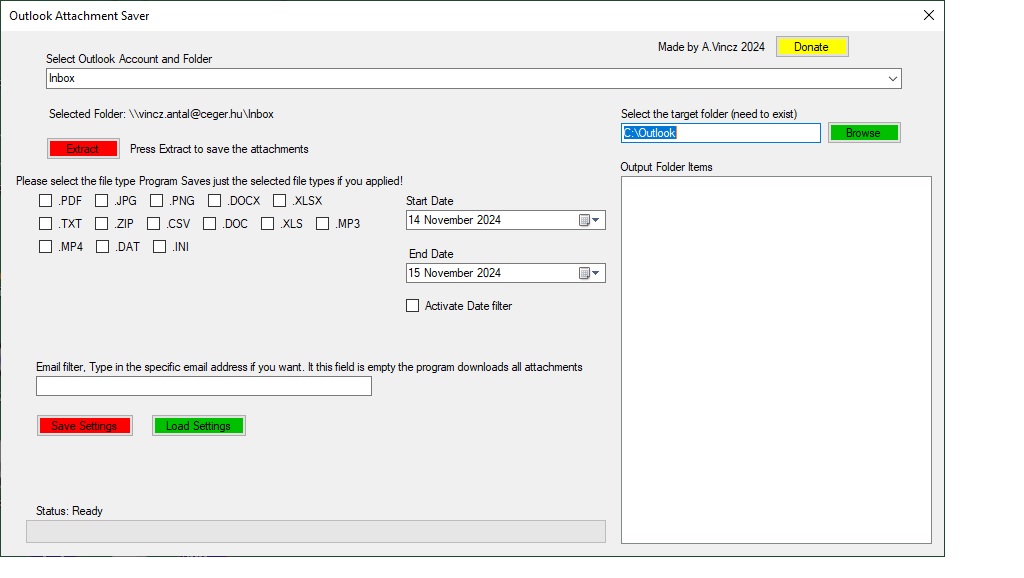 Outlook Attachment Saver
Made by A.Vincz 2024 Donate
Select Outlook Account and Folder
Inbox
Selected Folder: \\vincz.antal@ceger.hu\Inbox
Select the target folder (need to exist)
C:\Outlook Browse
Extract Press Extract to save the attachments
Output Folder Items
Please select the file type Program Saves just the selected file types if you applied!
.PDF .JPG .PNG .DOCX .XLSX
.TXT .ZIP .CSV .DOC .XLS .MP3
.MP4 .DAT .INI
Start Date
14 November 2024
End Date
15 November 2024
Activate Date filter
Email filter, Type in the specific email address if you want. It this field is empty the program downloads all attachments
Save Settings Load Settings
Status: Ready